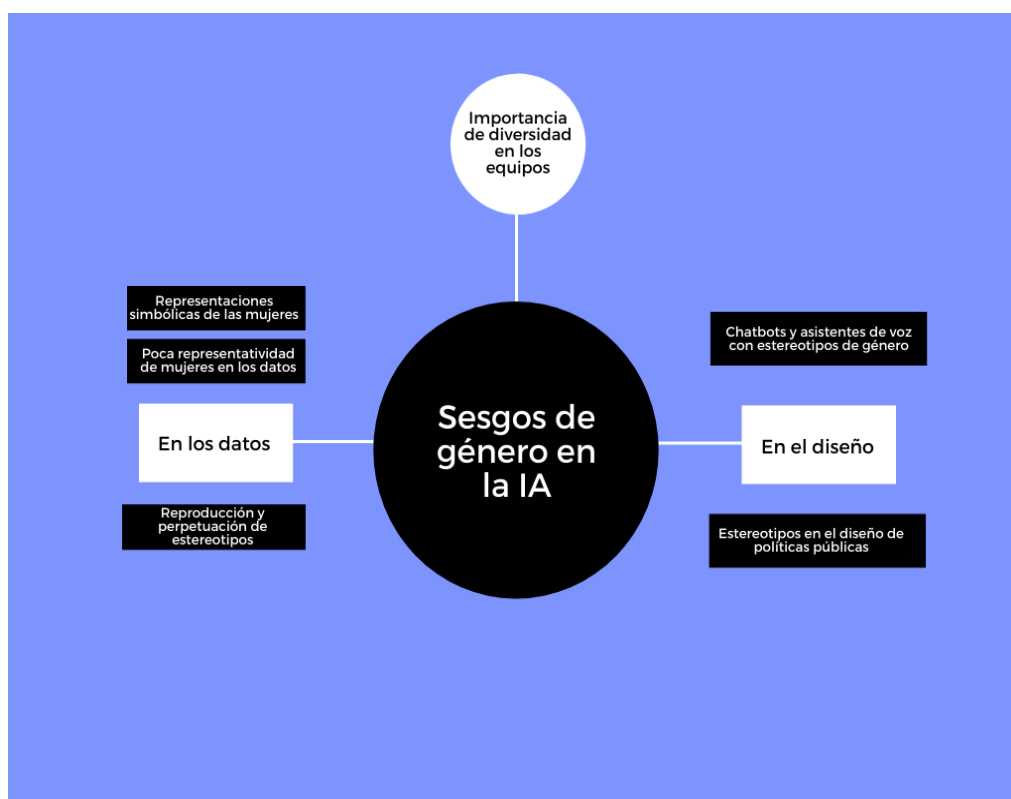 Importancia
de diversidad
en los
equipos
Representaciones
simbólicas de las mujeres
Poca representatividad
de mujeres en los datos
En los datos
Reproducción y
perpetuación de
estereotipos
Sesgos de
género en
la IA
Chatbots y asistentes de voz
con estereotipos de género
En el diseño
Estereotipos en el diseño de
políticas públicas